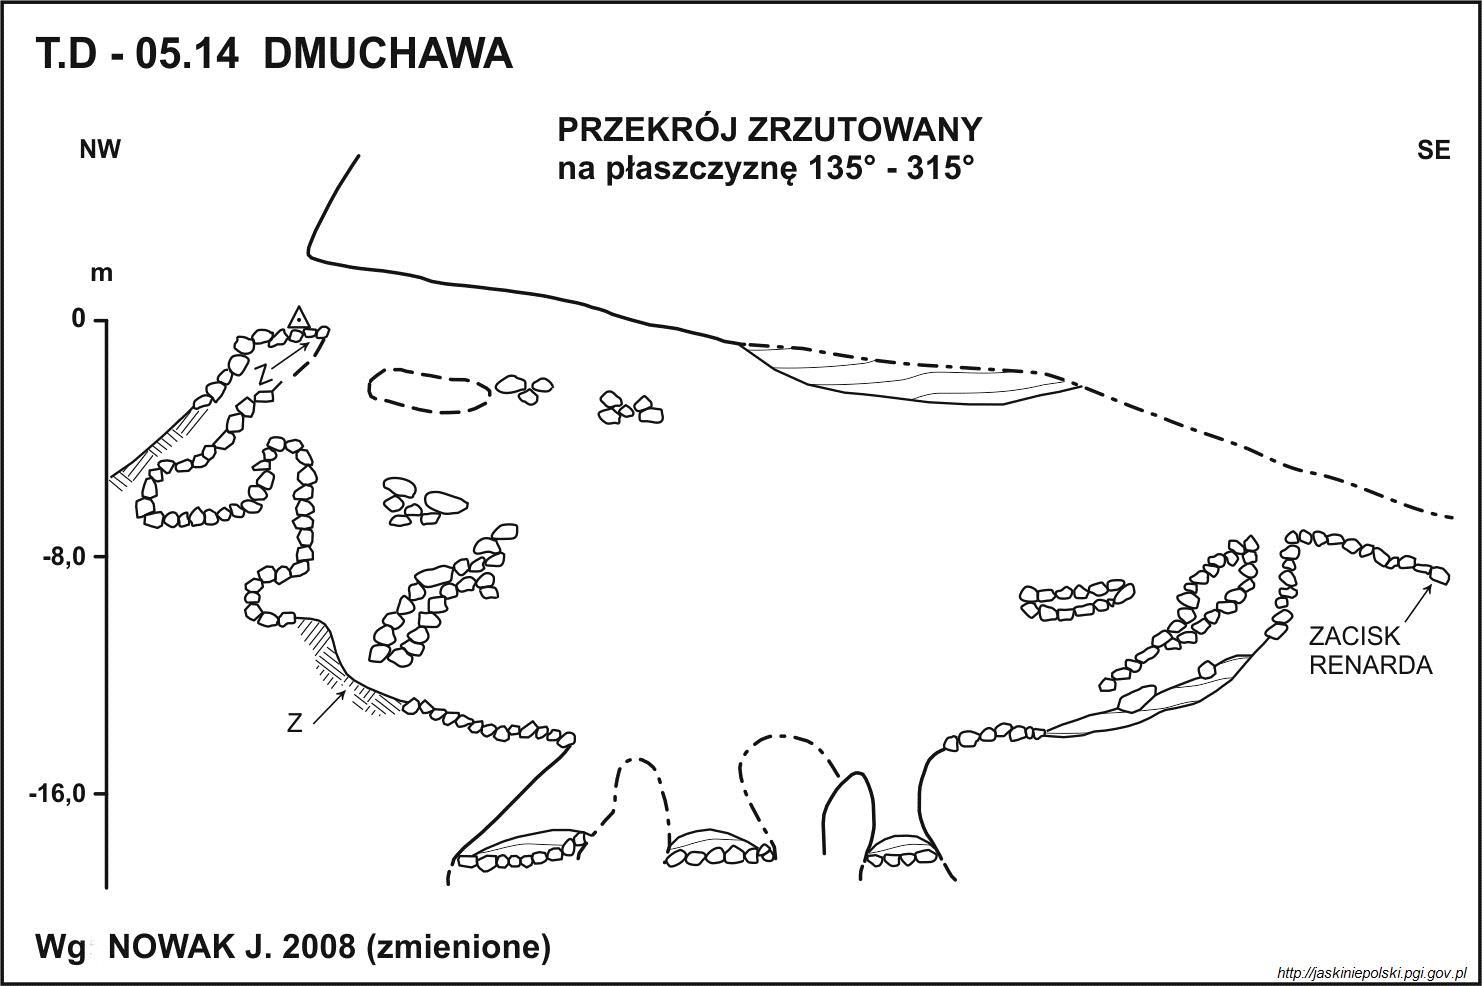 T.D - 05.14 DMUCHAWA
PRZEKRÓJ ZRZUTOWANY
na płaszczyznę 135° - 315°
NW
SE
m
0
Z
-8,0
ZACISK
RENARDA
Z
-16,0
Wg NOWAK J. 2008 (zmienione)
http://jaskiniepolski.pgi.gov.pl